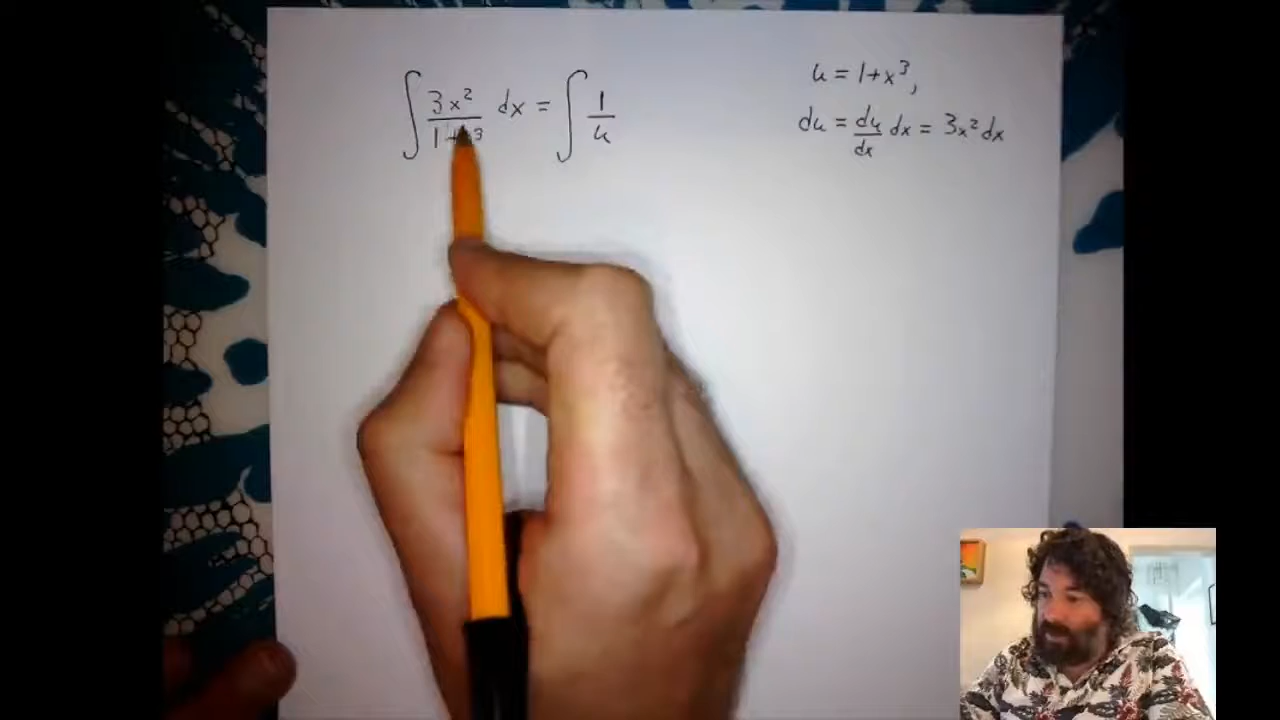 ∫ 3x²/(1+x³) dx = ∫ 1/u
u = 1+x³,
du = du/dx dx = 3x² dx